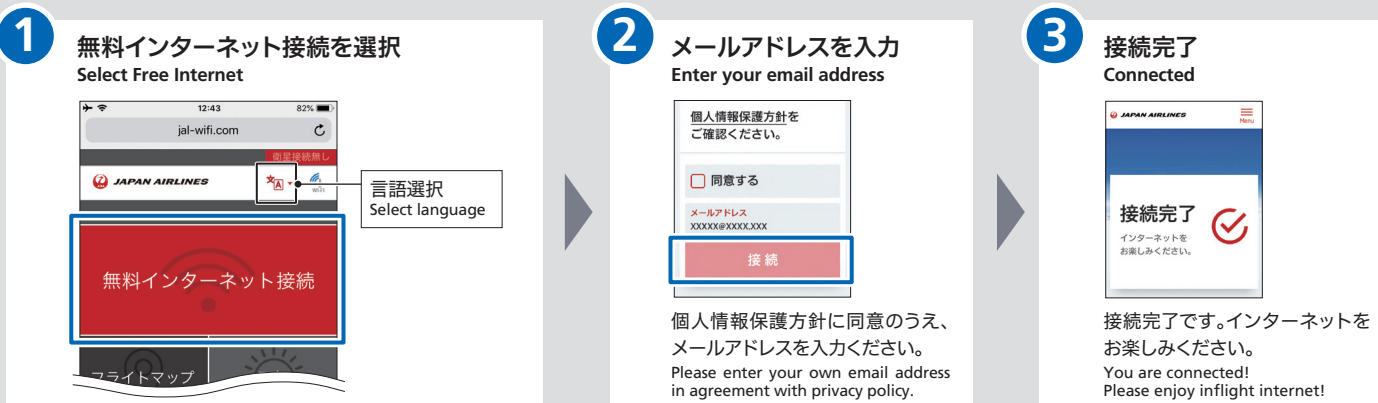 1
無料インターネット接続を選択
Select Free Internet
12:43
82%
jal-wifi.com
衛星接続無し
JAPAN AIRLINES
文A
WiFi
言語選択
Select language
無料インターネット接続
フライトマップ
2
メールアドレスを入力
Enter your email address
個人情報保護方針を
ご確認ください。
同意する
メールアドレス
XXXXX@XXXX.XXX
接続
個人情報保護方針に同意のうえ、
メールアドレスを入力ください。
Please enter your own email address
in agreement with privacy policy.
3
接続完了
Connected
JAPAN AIRLINES
Menu
接続完了
インターネットを
お楽しみください。
接続完了です。インターネットを
お楽しみください。
You are connected!
Please enjoy inflight internet!